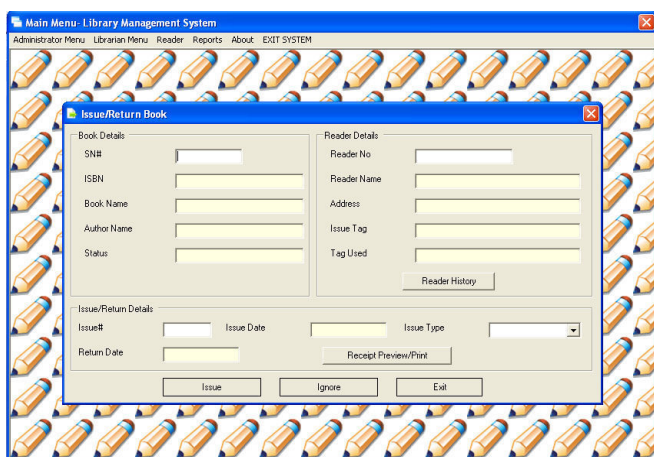 Main Menu- Library Management System
Administrator Menu Librarian Menu Reader Reports About EXIT SYSTEM
Issue/Return Book
Book Details
SN#
ISBN
Book Name
Author Name
Status
Reader Details
Reader No
Reader Name
Address
Issue Tag
Tag Used
Reader History
Issue/Return Details
Issue# Issue Date Issue Type
Return Date Receipt Preview/Print
Issue Ignore Exit